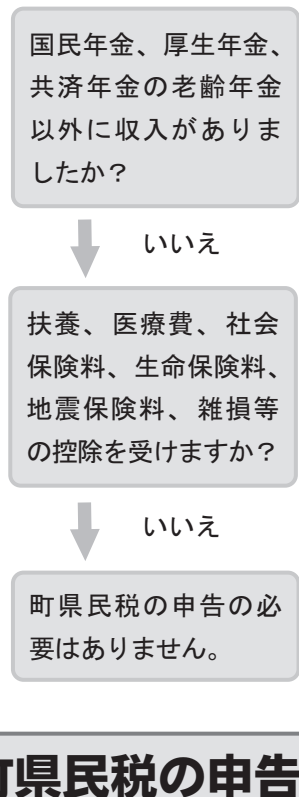 国民年金、厚生年金、
共済年金の老齢年金
以外に収入がありま
したか？
いいえ
扶養、医療費、社会
保険料、生命保険料、
地震保険料、雑損等
の控除を受けますか？
いいえ
町県民税の申告の必
要はありません。
町県民税の申告